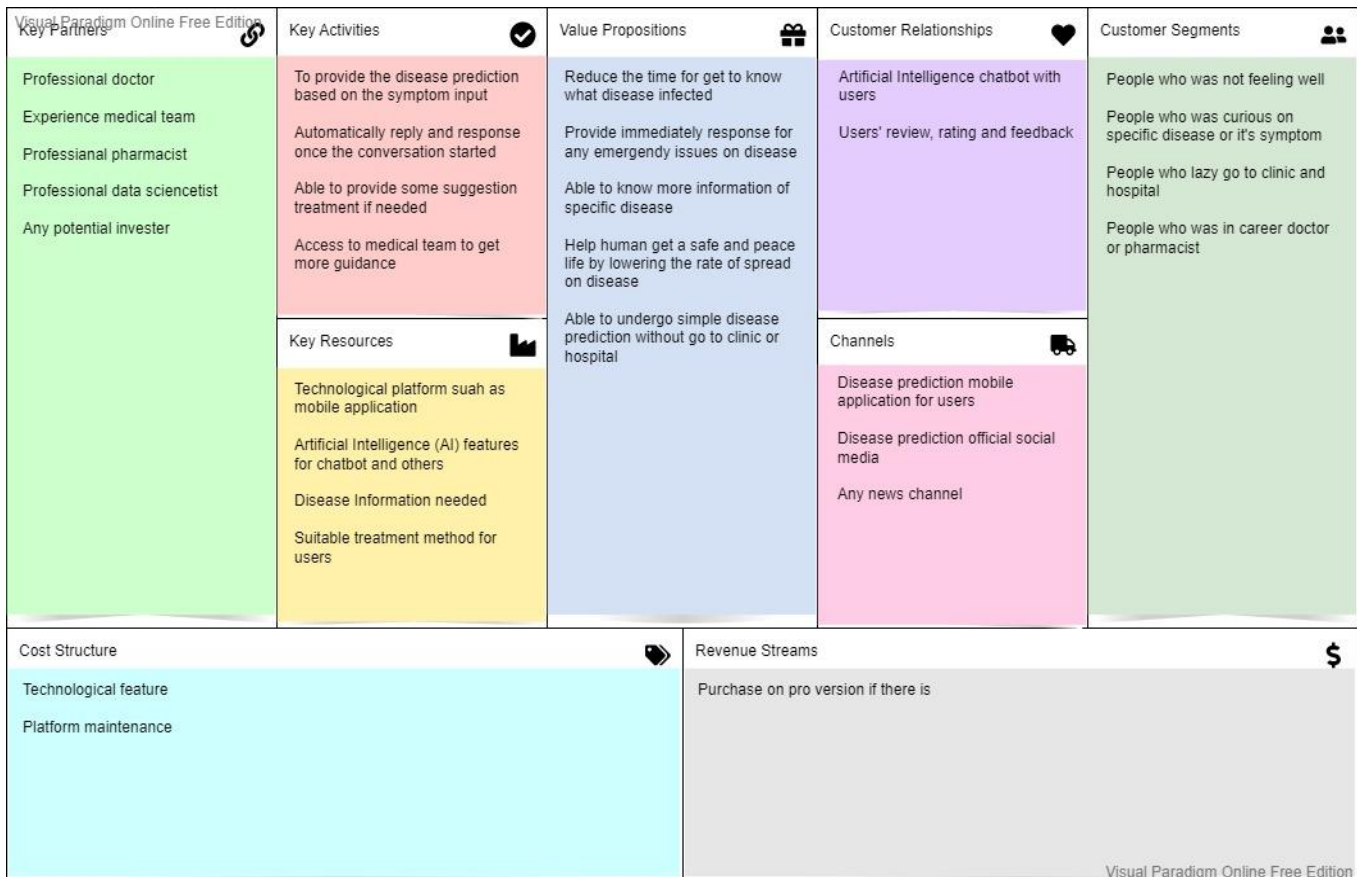 Visual Paradigm Online Free Edition
Key Partners
Professional doctor
Experience medical team
Professianal pharmacist
Professional data sciencetist
Any potential invester
Key Activities
To provide the disease prediction
based on the symptom input
Automatically reply and response
once the conversation started
Able to provide some suggestion
treatment if needed
Access to medical team to get
more guidance
Key Resources
Technological platform suah as
mobile application
Artificial Intelligence (AI) features
for chatbot and others
Disease Information needed
Suitable treatment method for
users
Value Propositions
Reduce the time for get to know
what disease infected
Provide immediately response for
any emergendy issues on disease
Able to know more information of
specific disease
Help human get a safe and peace
life by lowering the rate of spread
on disease
Able to undergo simple disease
prediction without go to clinic or
hospital
Customer Relationships
Artificial Intelligence chatbot with
users
Users' review, rating and feedback
Channels
Disease prediction mobile
application for users
Disease prediction official social
media
Any news channel
Customer Segments
People who was not feeling well
People who was curious on
specific disease or it's symptom
People who lazy go to clinic and
hospital
People who was in career doctor
or pharmacist
Cost Structure
Technological feature
Platform maintenance
Revenue Streams
Purchase on pro version if there is
Visual Paradigm Online Free Edition